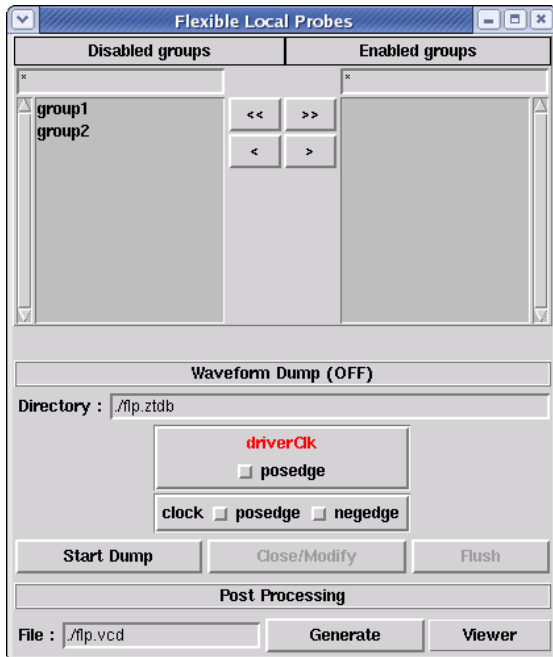 Flexible Local Probes
Disabled groups Enabled groups
* *
group1 << >>
group2
< >
Waveform Dump (OFF)
Directory : ./flp.ztdb
driverClk
posedge
clock posedge negedge
Start Dump Close/Modify Flush
Post Processing
File : ./flp.vcd Generate Viewer